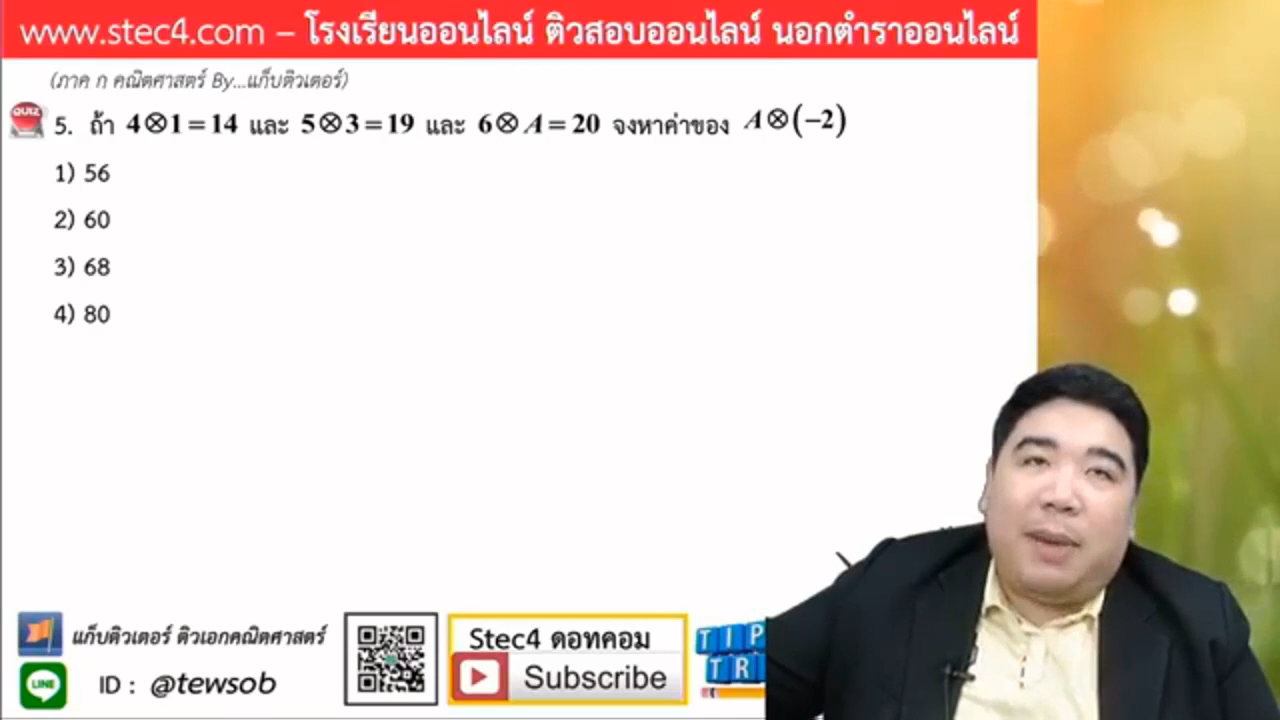 www.stec4.com – โรงเรียนออนไลน์ ติวสอบออนไลน์ นอกตำราออนไลน์
(ภาค ก คณิตศาสตร์ By...แก็บติวเตอร์)
QUIZ
5. ถ้า 4⊗1=14 และ 5⊗3=19 และ 6⊗A=20 จงหาค่าของ A⊗(−2)
1) 56
2) 60
3) 68
4) 80
แก็บติวเตอร์ ติวเอกคณิตศาสตร์
LINE
ID : @tewsob
Stec4 ดอทคอม
Subscribe
TIP
TRI